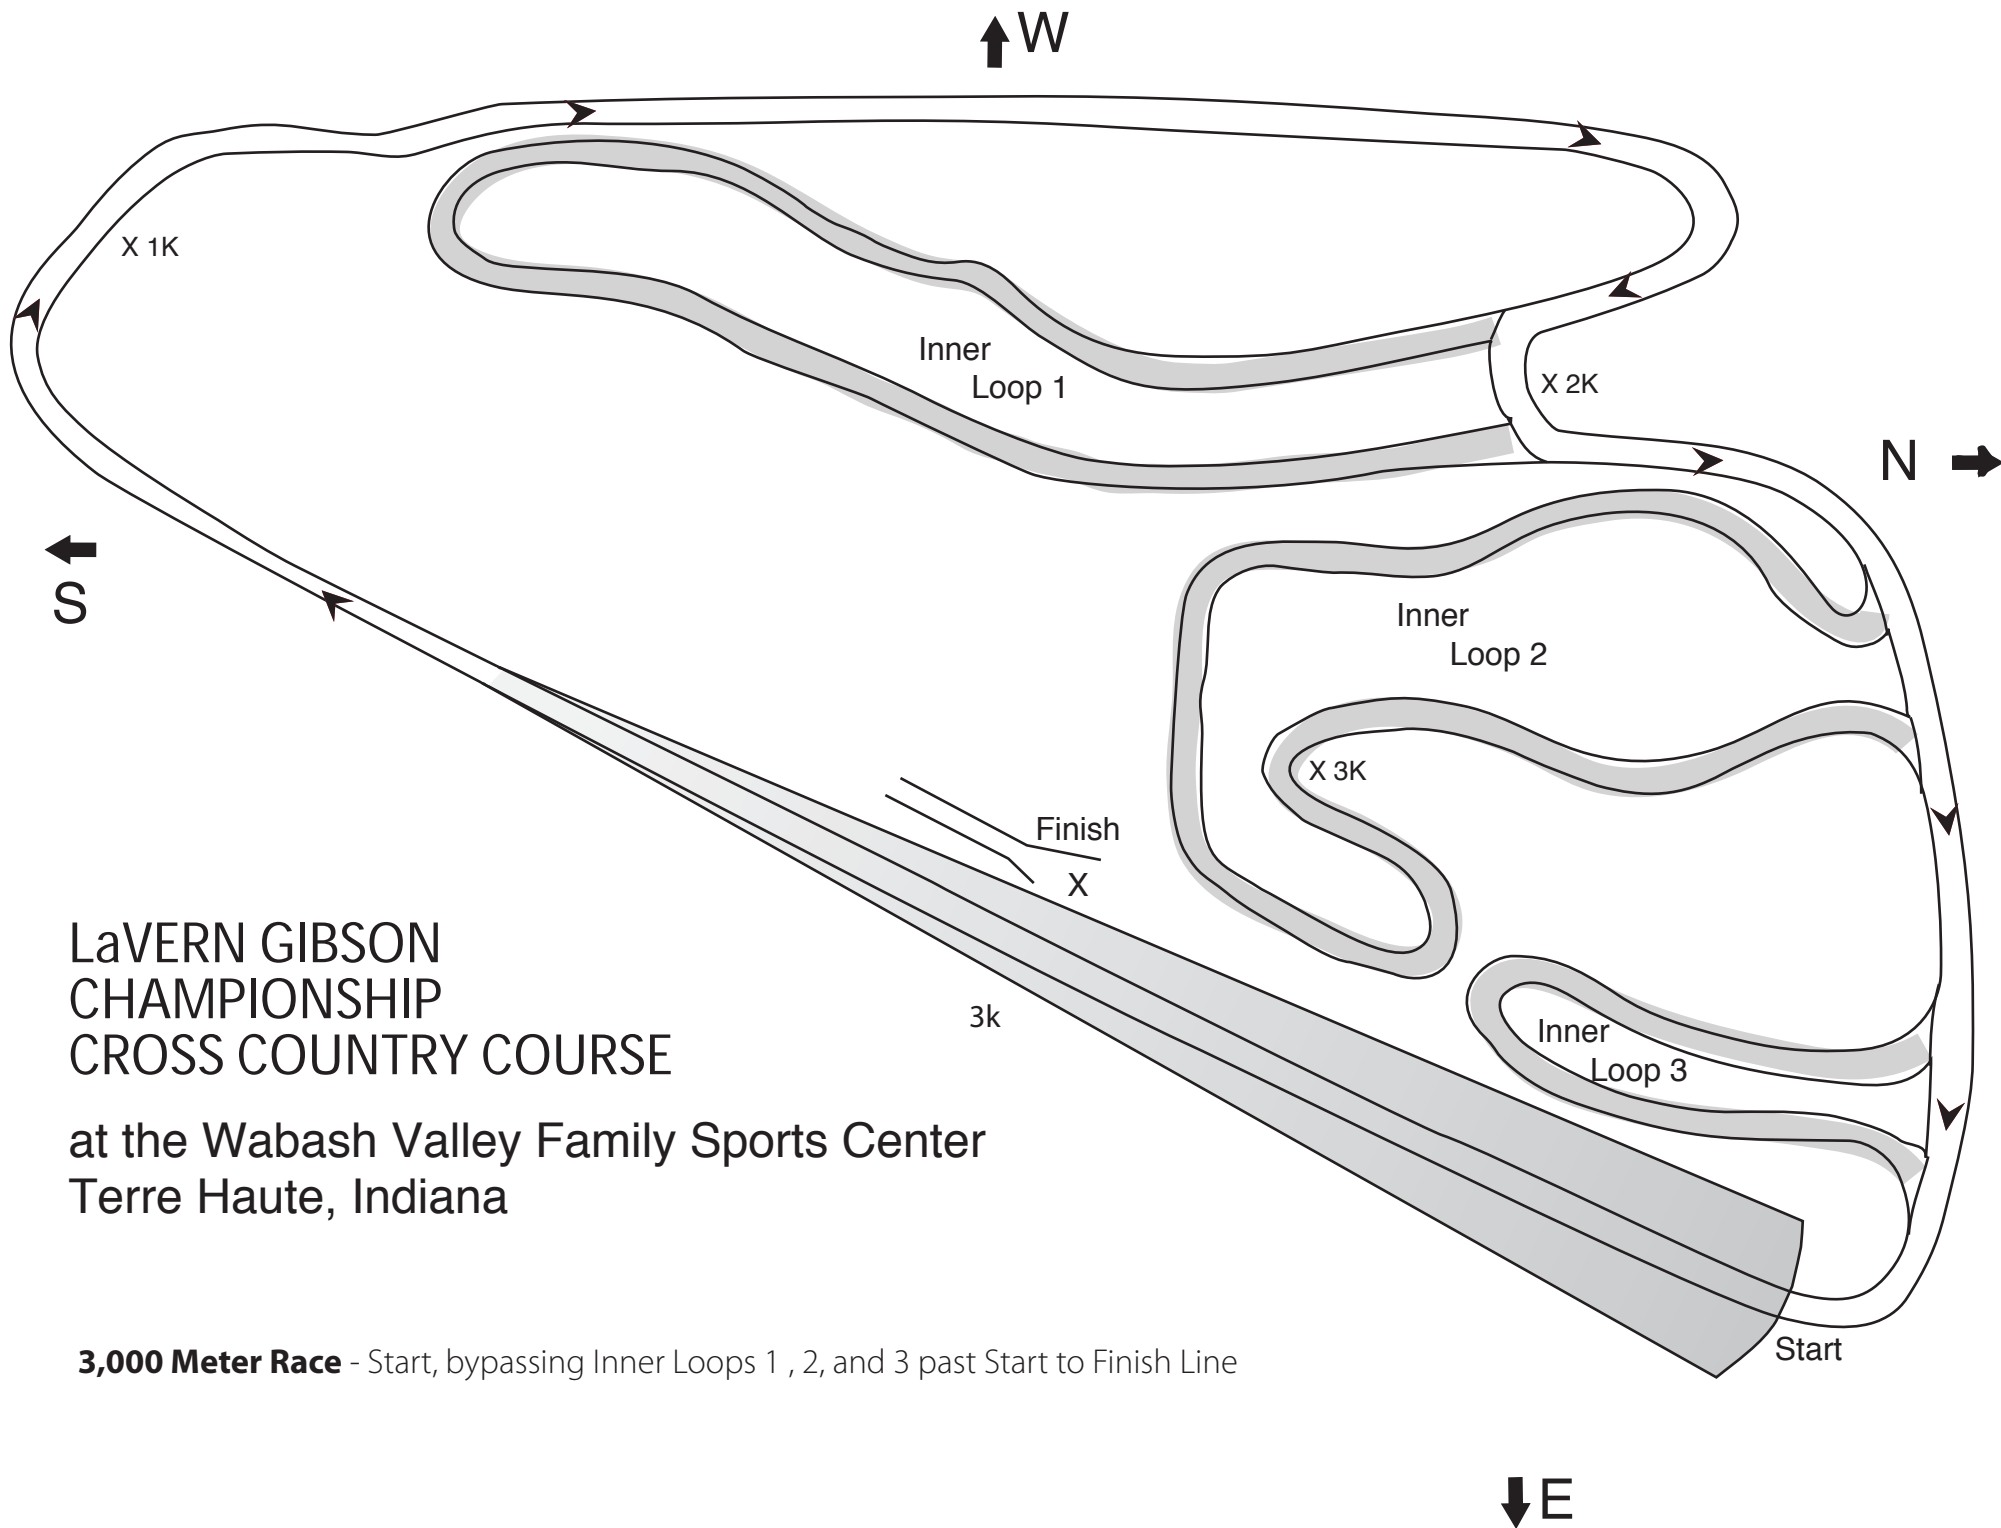 W
X 1K
Inner
Loop 1
X 2K
N
S
Inner
Loop 2
X 3K
Finish
X
3k
Inner
Loop 3
LaVERN GIBSON
CHAMPIONSHIP
CROSS COUNTRY COURSE
at the Wabash Valley Family Sports Center
Terre Haute, Indiana
Start
3,000 Meter Race - Start, bypassing Inner Loops 1 , 2, and 3 past Start to Finish Line
E